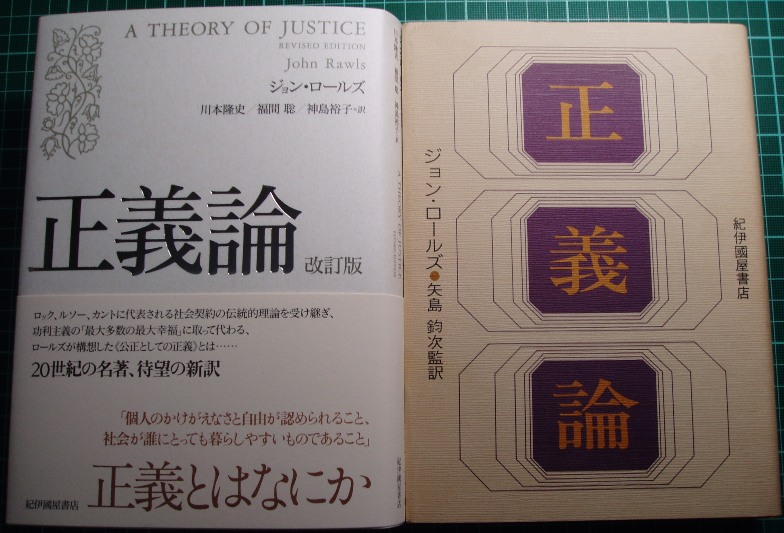 A THEORY OF JUSTICE
REVISED EDITION
John Rawls
ジョン・ロールズ
川本隆史／福間 聡／神島裕子・訳
正義論
改訂版
ロック、ルソー、カントに代表される社会契約の伝統的理論を受け継ぎ、
功利主義の「最大多数の最大幸福」に取って代わる、
ロールズが構想した《公正としての正義》とは……
20世紀の名著、待望の新訳
「個人のかけがえなさと自由が認められること、
社会が誰にとっても暮らしやすいものであること」
紀伊國屋書店
正義とはなにか
A THEORY OF JUSTICE
紀伊國屋書店
正
義
論
紀伊國屋書店
ジョン・ロールズ●矢島 鈞次監訳